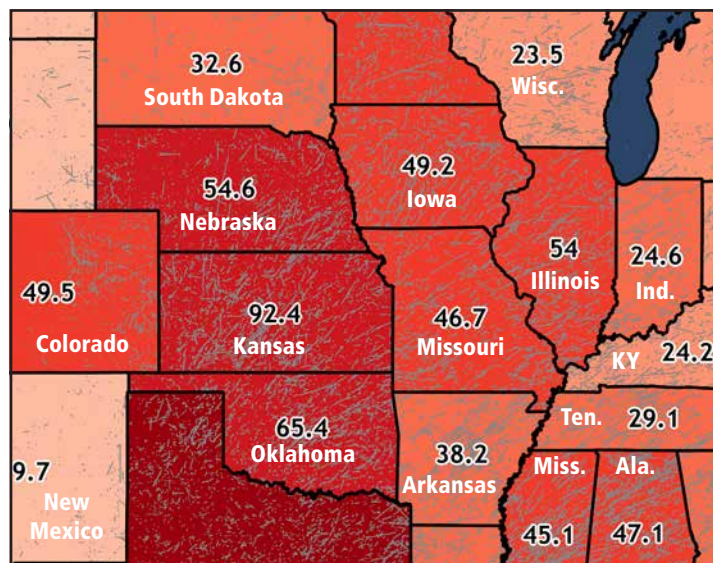 32.6
South Dakota
23.5
Wisc.
49.2
Iowa
54.6
Nebraska
54
Illinois
24.6
Ind.
49.5
Colorado
92.4
Kansas
46.7
Missouri
KY
24.2
Ten.
29.1
65.4
Oklahoma
38.2
Arkansas
Miss.
45.1
Ala.
47.1
9.7
New
Mexico